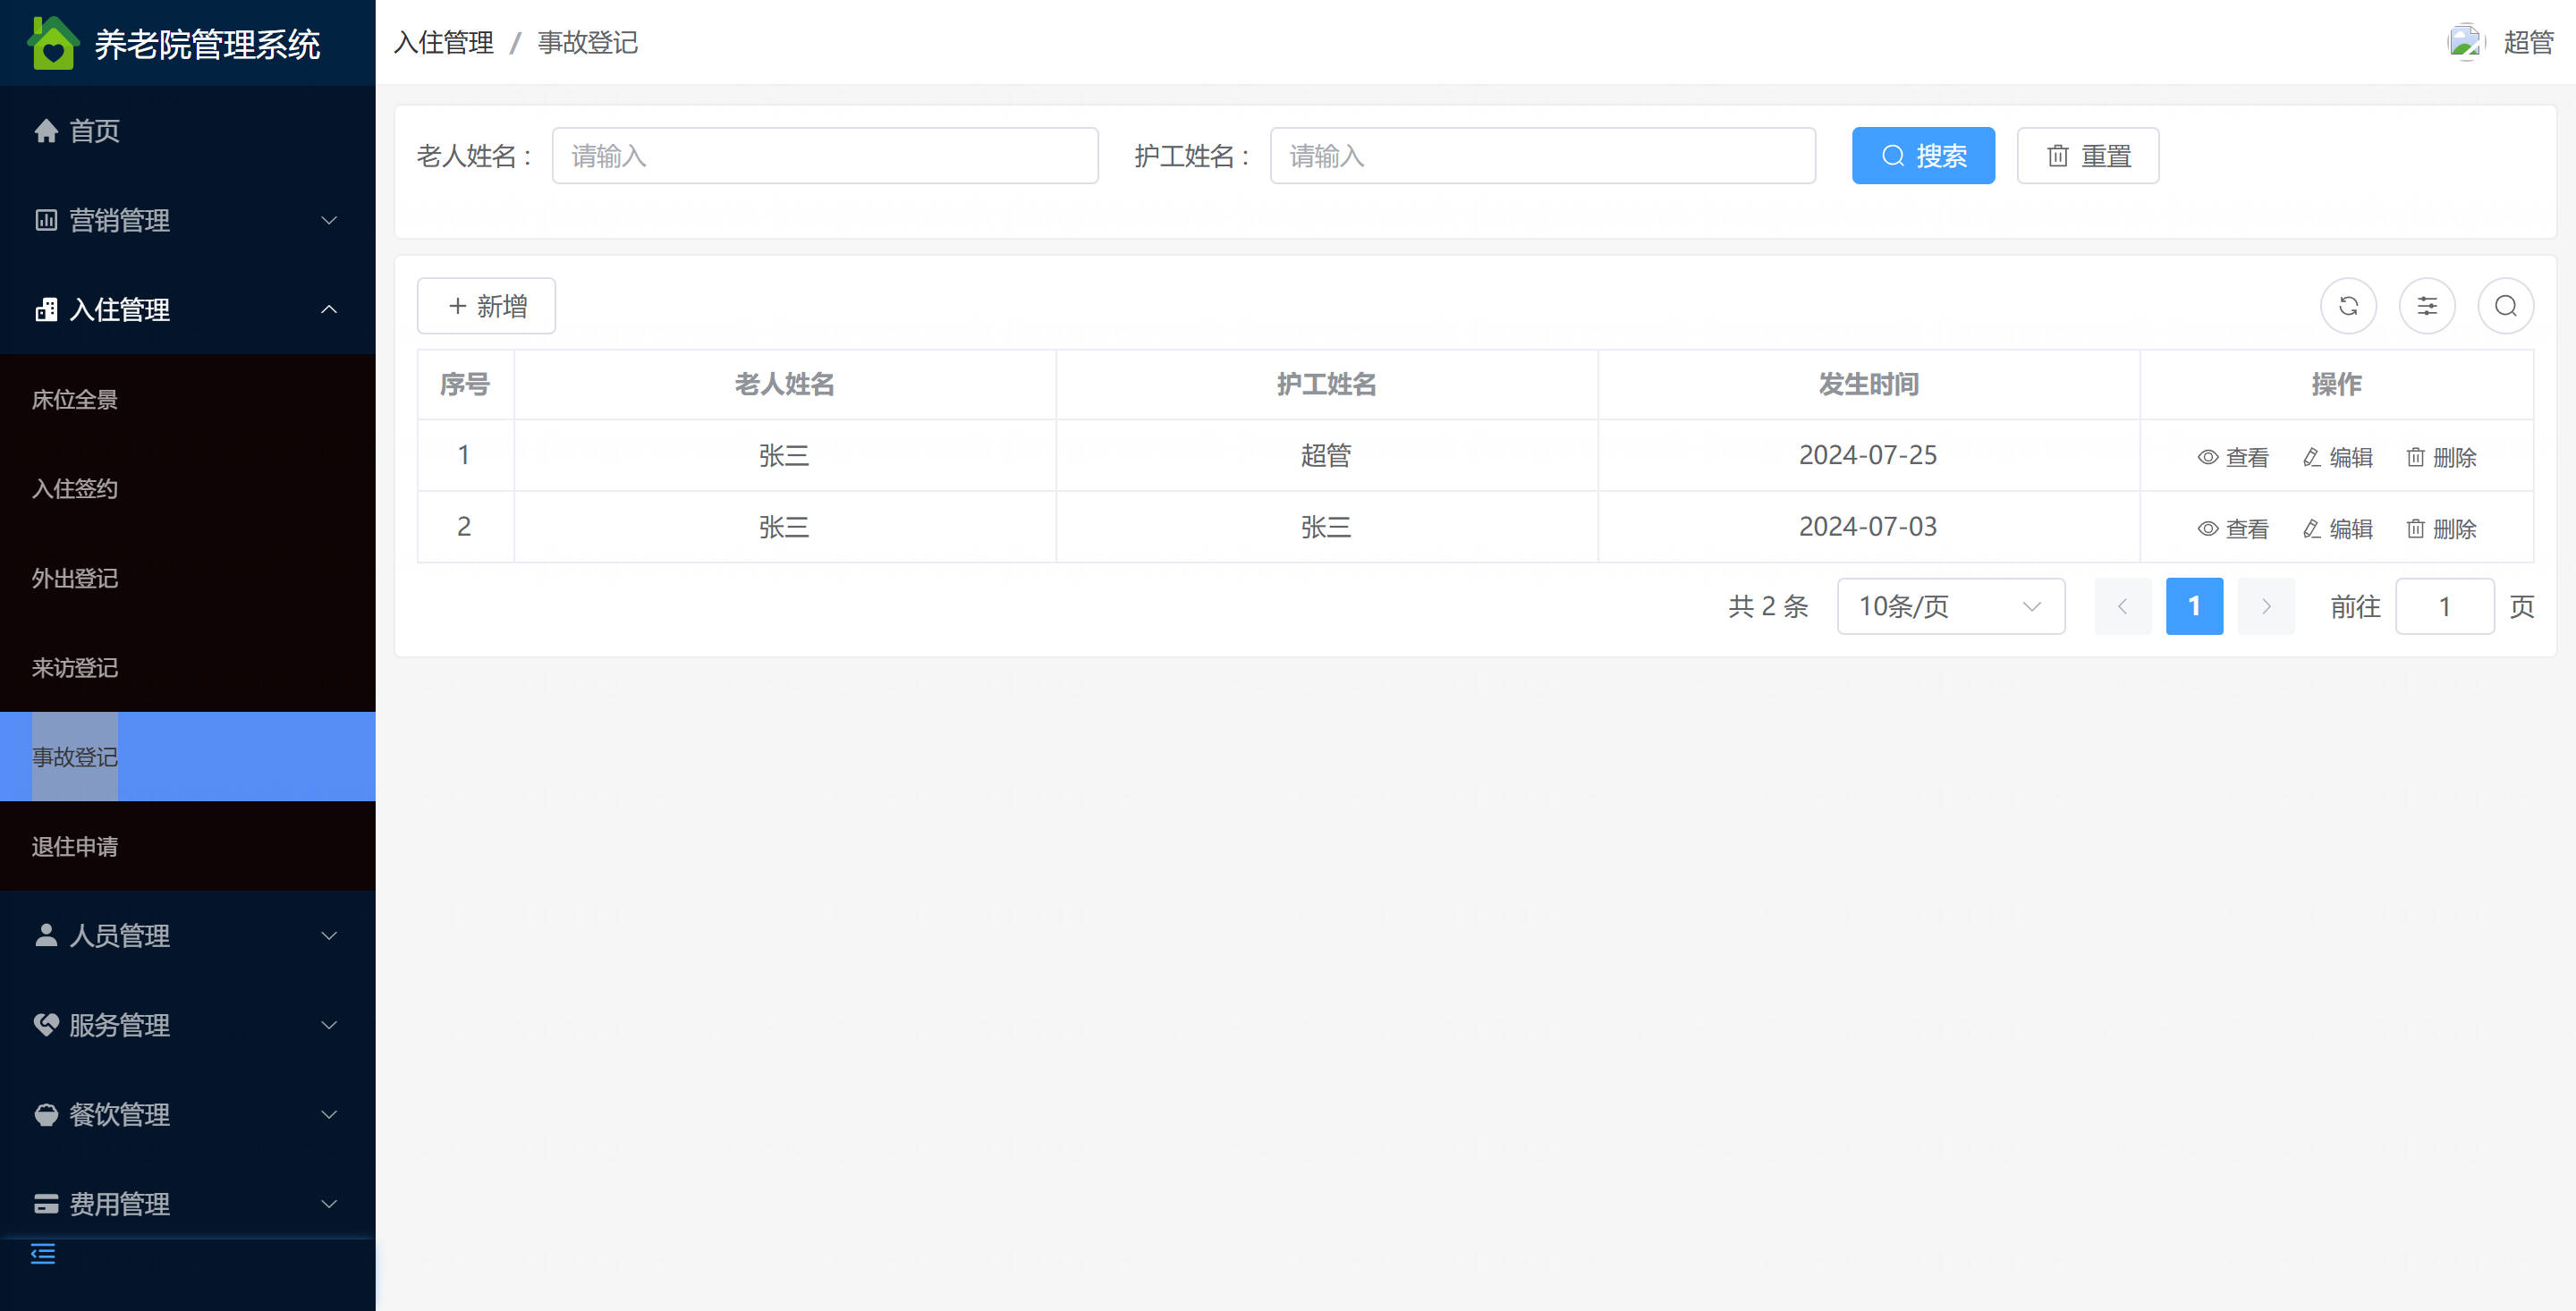 养老院管理系统
入住管理 / 事故登记
超管
首页
营销管理
入住管理
床位全景
入住签约
外出登记
来访登记
事故登记
退住申请
人员管理
服务管理
餐饮管理
费用管理
老人姓名： 请输入 护工姓名： 请输入 搜索 重置
新增
序号 老人姓名 护工姓名 发生时间 操作
1 张三 超管 2024-07-25 查看 编辑 删除
2 张三 张三 2024-07-03 查看 编辑 删除
共 2 条 10条/页 1 前往 1 页